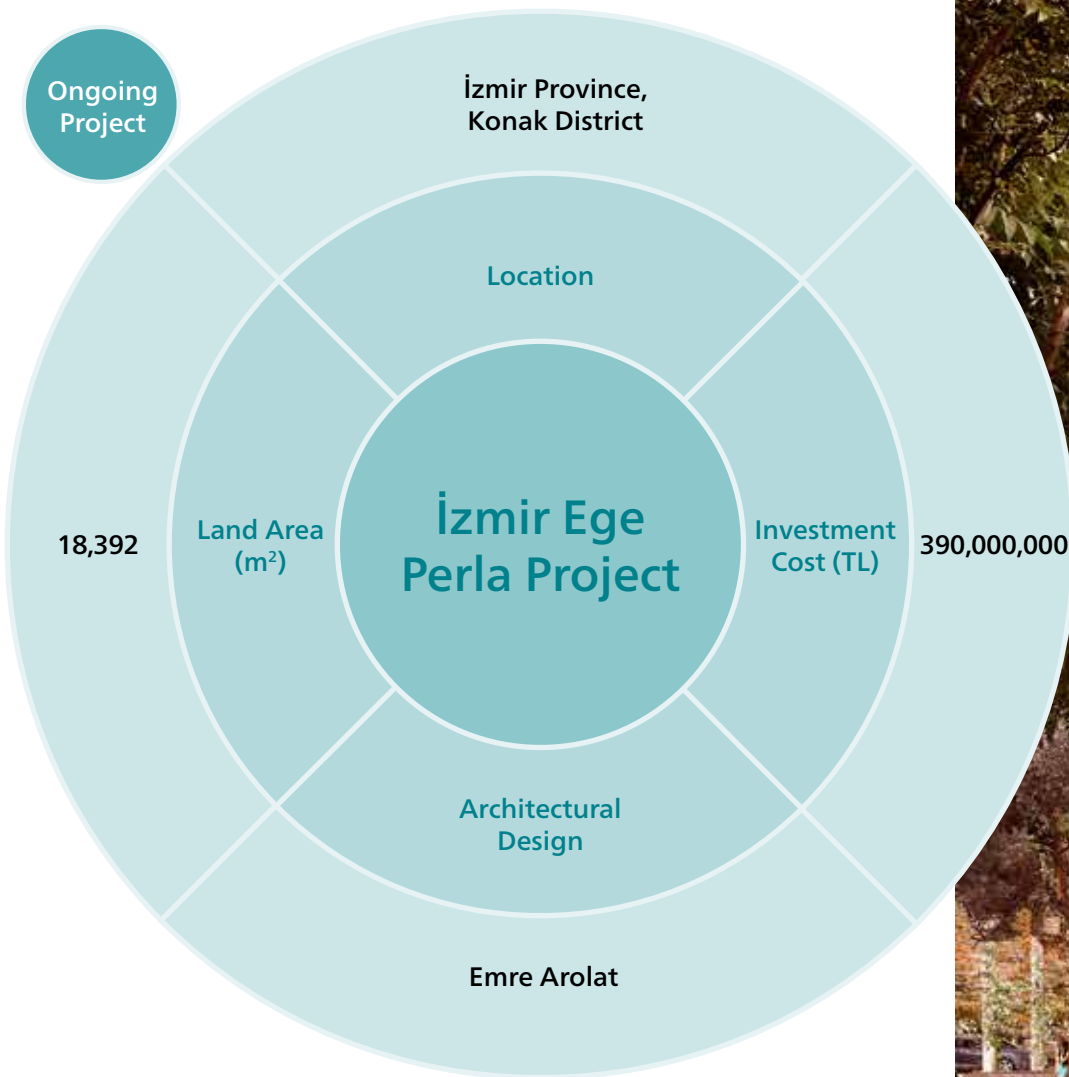 Ongoing
Project
İzmir Province,
Konak District
Location
18,392
Land Area
(m²)
İzmir Ege
Perla Project
Investment
Cost (TL)
390,000,000
Architectural
Design
Emre Arolat